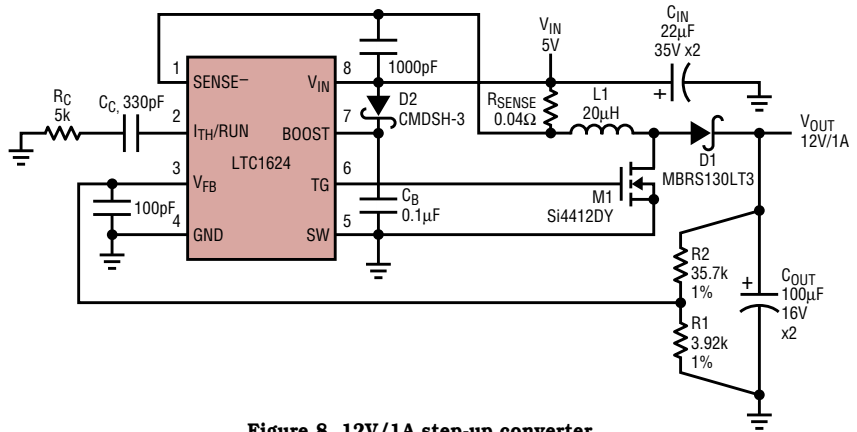 1
SENSE–
8
VIN
1000pF
VIN
5V
CIN
22µF
35V x2
+
RC
5k
CC, 330pF
2
ITH/RUN
7
BOOST
D2
CMDSH-3
RSENSE
0.04Ω
L1
20µH
VOUT
12V/1A
D1
MBRS130LT3
LTC1624
3
VFB
6
TG
100pF
CB
0.1µF
M1
Si4412DY
4
GND
5
SW
R2
35.7k
1%
+
COUT
100µF
16V
x2
R1
3.92k
1%
Figure 8. 12V/1A step-up converter